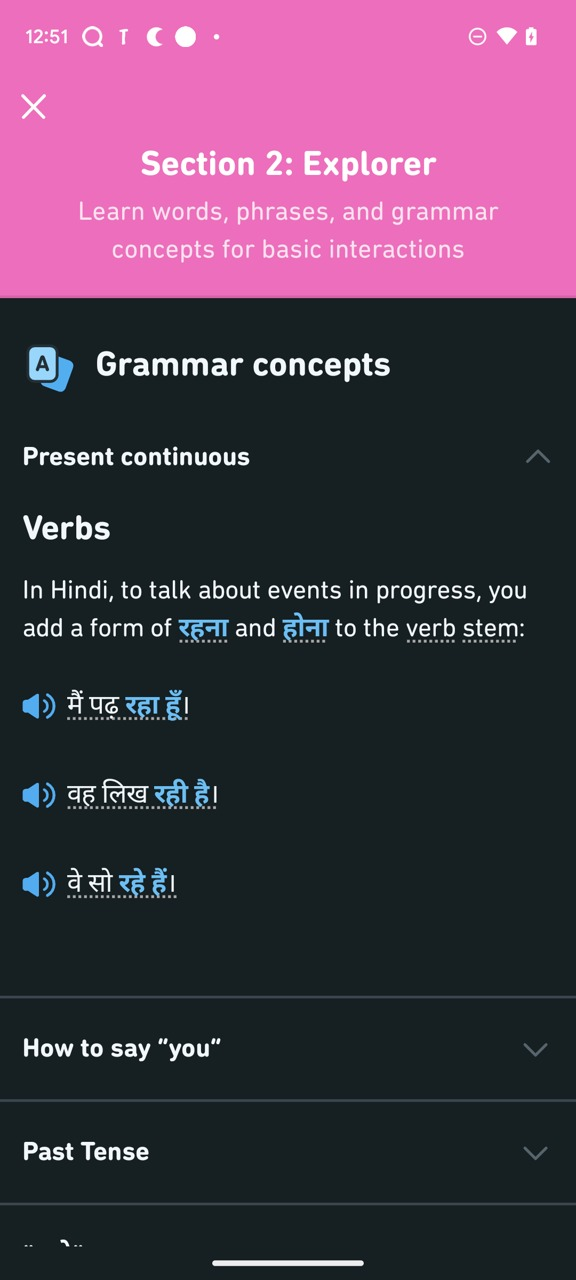 12:51
Section 2: Explorer
Learn words, phrases, and grammar
concepts for basic interactions
A
Grammar concepts
Present continuous
Verbs
In Hindi, to talk about events in progress, you
add a form of रहना and होना to the verb stem:
मैं पढ़ रहा हूँ।
वह लिख रही है।
वे सो रहे हैं।
How to say “you”
Past Tense